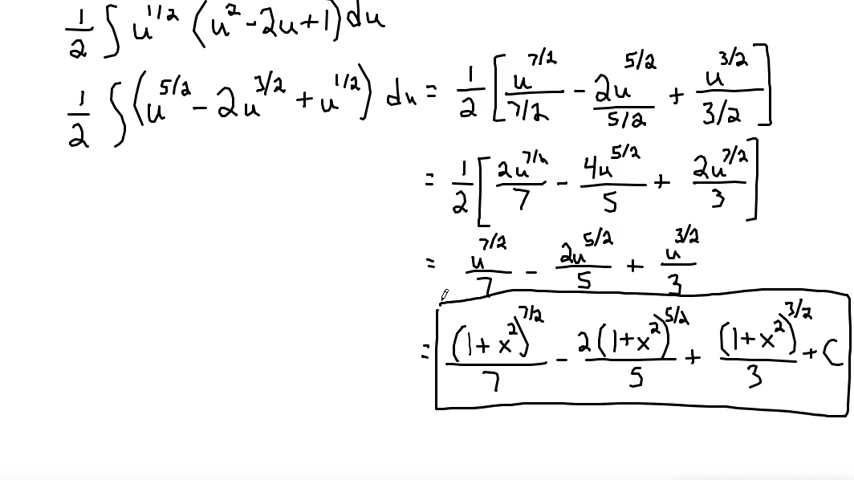 1/2 ∫ u^1/2 (u^2 - 2u + 1) du
1/2 ∫ (u^5/2 - 2u^3/2 + u^1/2) du = 1/2 [u^7/2 / 7/2 - 2u^5/2 / 5/2 + u^3/2 / 3/2]
= 1/2 [2u^7/2 / 7 - 4u^5/2 / 5 + 2u^7/2 / 3]
= u^7/2 / 7 - 2u^5/2 / 5 + u^3/2 / 3
= (1+x^2)^7/2 / 7 - 2(1+x^2)^5/2 / 5 + (1+x^2)^3/2 / 3 + C